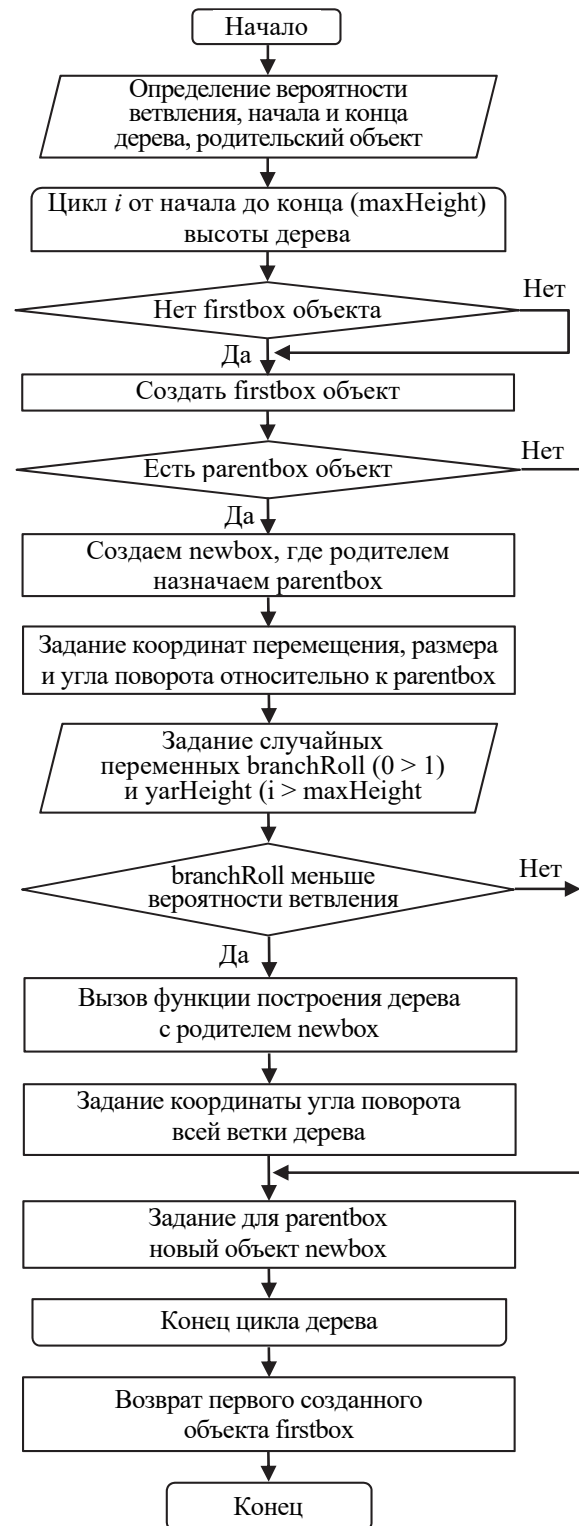 Начало
Определение вероятности
ветвления, начала и конца
дерева, родительский объект
Цикл i от начала до конца (maxHeight)
высоты дерева
Нет firstbox объекта
Нет
Да
Создать firstbox объект
Есть parentbox объект
Нет
Да
Создаем newbox, где родителем
назначаем parentbox
Задание координат перемещения, размера
и угла поворота относительно к parentbox
Задание случайных
переменных branchRoll (0 > 1)
и yarHeight (i > maxHeight
branchRoll меньше
вероятности ветвления
Нет
Да
Вызов функции построения дерева
с родителем newbox
Задание координаты угла поворота
всей ветки дерева
Задание для parentbox
новый объект newbox
Конец цикла дерева
Возврат первого созданного
объекта firstbox
Конец